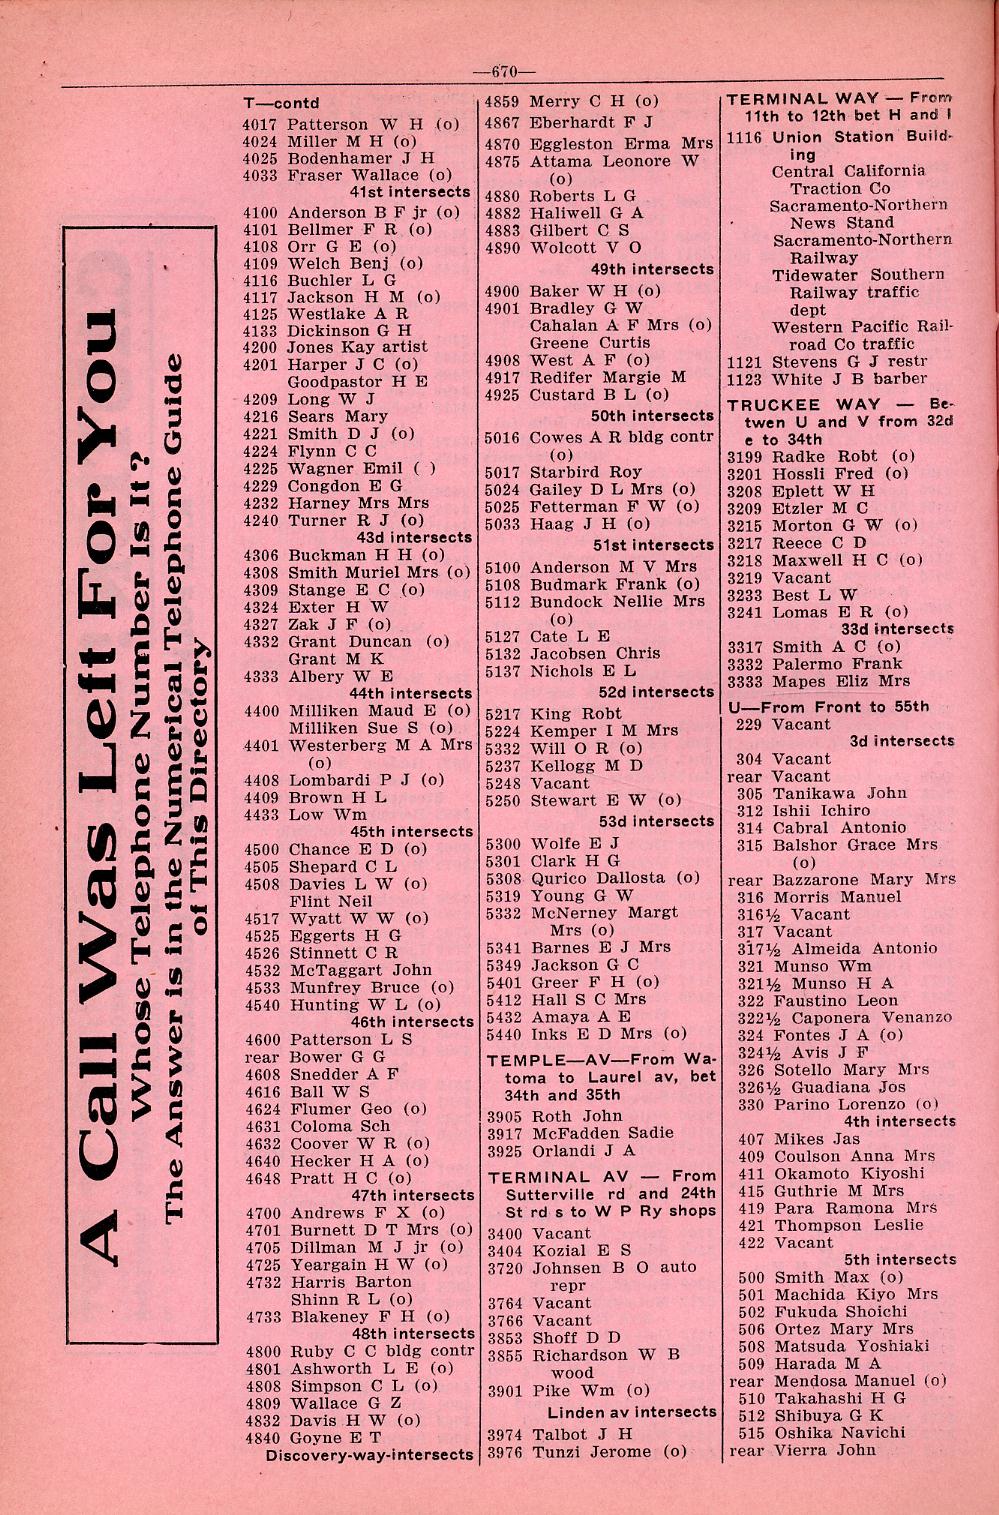 —670—
A Call Was Left For You
Whose Telephone Number Is It?
The Answer is in the Numerical Telephone Guide
of This Directory
T—contd
4017 Patterson W H (o)
4024 Miller M H (o)
4025 Bodenhamer J H
4033 Fraser Wallace (o)
41st intersects
4100 Anderson B F jr (o)
4101 Bellmer F R (o)
4108 Orr G E (o)
4109 Welch Benj (o)
4116 Buchler L G
4117 Jackson H M (o)
4125 Westlake A R
4133 Dickinson G H
4200 Jones Kay artist
4201 Harper J C (o)
Goodpastor H E
4209 Long W J
4216 Sears Mary
4221 Smith D J (o)
4224 Flynn C C
4225 Wagner Emil ( )
4229 Congdon E G
4232 Harney Mrs Mrs
4240 Turner R J (o)
43d intersects
4306 Buckman H H (o)
4308 Smith Muriel Mrs (o)
4309 Stange E C (o)
4324 Exter H W
4327 Zak J F (o)
4332 Grant Duncan (o)
Grant M K
4333 Albery W E
44th intersects
4400 Milliken Maud E (o)
Milliken Sue S (o)
4401 Westerberg M A Mrs
(o)
4408 Lombardi P J (o)
4409 Brown H L
4433 Low Wm
45th intersects
4500 Chance E D (o)
4505 Shepard C L
4508 Davies L W (o)
Flint Neil
4517 Wyatt W W (o)
4525 Eggerts H G
4526 Stinnett C R
4532 McTaggart John
4533 Munfrey Bruce (o)
4540 Hunting W L (o)
46th intersects
4600 Patterson L S
rear Bower G G
4608 Snedder A F
4616 Ball W S
4624 Flumer Geo (o)
4631 Coloma Sch
4632 Coover W R (o)
4640 Hecker H A (o)
4648 Pratt H C (o)
47th intersects
4700 Andrews F X (o)
4701 Burnett D T Mrs (o)
4705 Dillman M J jr (o)
4725 Yeargain H W (o)
4732 Harris Barton
Shinn R L (o)
4733 Blakeney F H (o)
48th intersects
4800 Ruby C C bldg contr
4801 Ashworth L E (o)
4808 Simpson C L (o)
4809 Wallace G Z
4832 Davis H W (o)
4840 Goyne E T
Discovery-way-intersects
4859 Merry C H (o)
4867 Eberhardt F J
4870 Eggleston Erma Mrs
4875 Attama Leonore W
(o)
4880 Roberts L G
4882 Haliwell G A
4883 Gilbert C S
4890 Wolcott V O
49th intersects
4900 Baker W H (o)
4901 Bradley G W
Cahalan A F Mrs (o)
Greene Curtis
4908 West A F (o)
4917 Redifer Margie M
4925 Custard B L (o)
50th intersects
5016 Cowes A R bldg contr
(o)
5017 Starbird Roy
5024 Gailey D L Mrs (o)
5025 Fetterman F W (o)
5033 Haag J H (o)
51st intersects
5100 Anderson M V Mrs
5108 Budmark Frank (o)
5112 Bundock Nellie Mrs
(o)
5127 Cate L E
5132 Jacobsen Chris
5137 Nichols E L
52d intersects
5217 King Robt
5224 Kemper I M Mrs
5332 Will O R (o)
5237 Kellogg M D
5248 Vacant
5250 Stewart E W (o)
53d intersects
5300 Wolfe E J
5301 Clark H G
5308 Qurico Dallosta (o)
5319 Young G W
5332 McNerney Margt
Mrs (o)
5341 Barnes E J Mrs
5349 Jackson G C
5401 Greer F H (o)
5412 Hall S C Mrs
5432 Amaya A E
5440 Inks E D Mrs (o)
TEMPLE—AV—From Wa-
toma to Laurel av, bet
34th and 35th
3905 Roth John
3917 McFadden Sadie
3925 Orlandi J A
TERMINAL AV — From
Sutterville rd and 24th
St rd s to W P Ry shops
3400 Vacant
3404 Kozial E S
3720 Johnsen B O auto
repr
3764 Vacant
3766 Vacant
3853 Shoff D D
3855 Richardson W B
wood
3901 Pike Wm (o)
Linden av intersects
3974 Talbot J H
3976 Tunzi Jerome (o)
TERMINAL WAY — From
11th to 12th bet H and I
1116 Union Station Build-
ing
Central California
Traction Co
Sacramento-Northern
News Stand
Sacramento-Northern
Railway
Tidewater Southern
Railway traffic
dept
Western Pacific Rail-
road Co traffic
1121 Stevens G J restr
1123 White J B barber
TRUCKEE WAY — Be-
twen U and V from 32d
e to 34th
3199 Radke Robt (o)
3201 Hossli Fred (o)
3208 Eplett W H
3209 Etzler M C
3215 Morton G W (o)
3217 Reece C D
3218 Maxwell H C (o)
3219 Vacant
3233 Best L W
3241 Lomas E R (o)
33d intersects
3317 Smith A C (o)
3332 Palermo Frank
3333 Mapes Eliz Mrs
U—From Front to 55th
229 Vacant
3d intersects
304 Vacant
rear Vacant
305 Tanikawa John
312 Ishii Ichiro
314 Cabral Antonio
315 Balshor Grace Mrs
(o)
rear Bazzarone Mary Mrs
316 Morris Manuel
316½ Vacant
317 Vacant
317½ Almeida Antonio
321 Munso Wm
321½ Munso H A
322 Faustino Leon
322½ Caponera Venanzo
324 Fontes J A (o)
324½ Avis J F
326 Sotello Mary Mrs
326½ Guadiana Jos
330 Parino Lorenzo (o)
4th intersects
407 Mikes Jas
409 Coulson Anna Mrs
411 Okamoto Kiyoshi
415 Guthrie M Mrs
419 Para Ramona Mrs
421 Thompson Leslie
422 Vacant
5th intersects
500 Smith Max (o)
501 Machida Kiyo Mrs
502 Fukuda Shoichi
506 Ortez Mary Mrs
508 Matsuda Yoshiaki
509 Harada M A
rear Mendosa Manuel (o)
510 Takahashi H G
512 Shibuya G K
515 Oshika Navichi
rear Vierra John